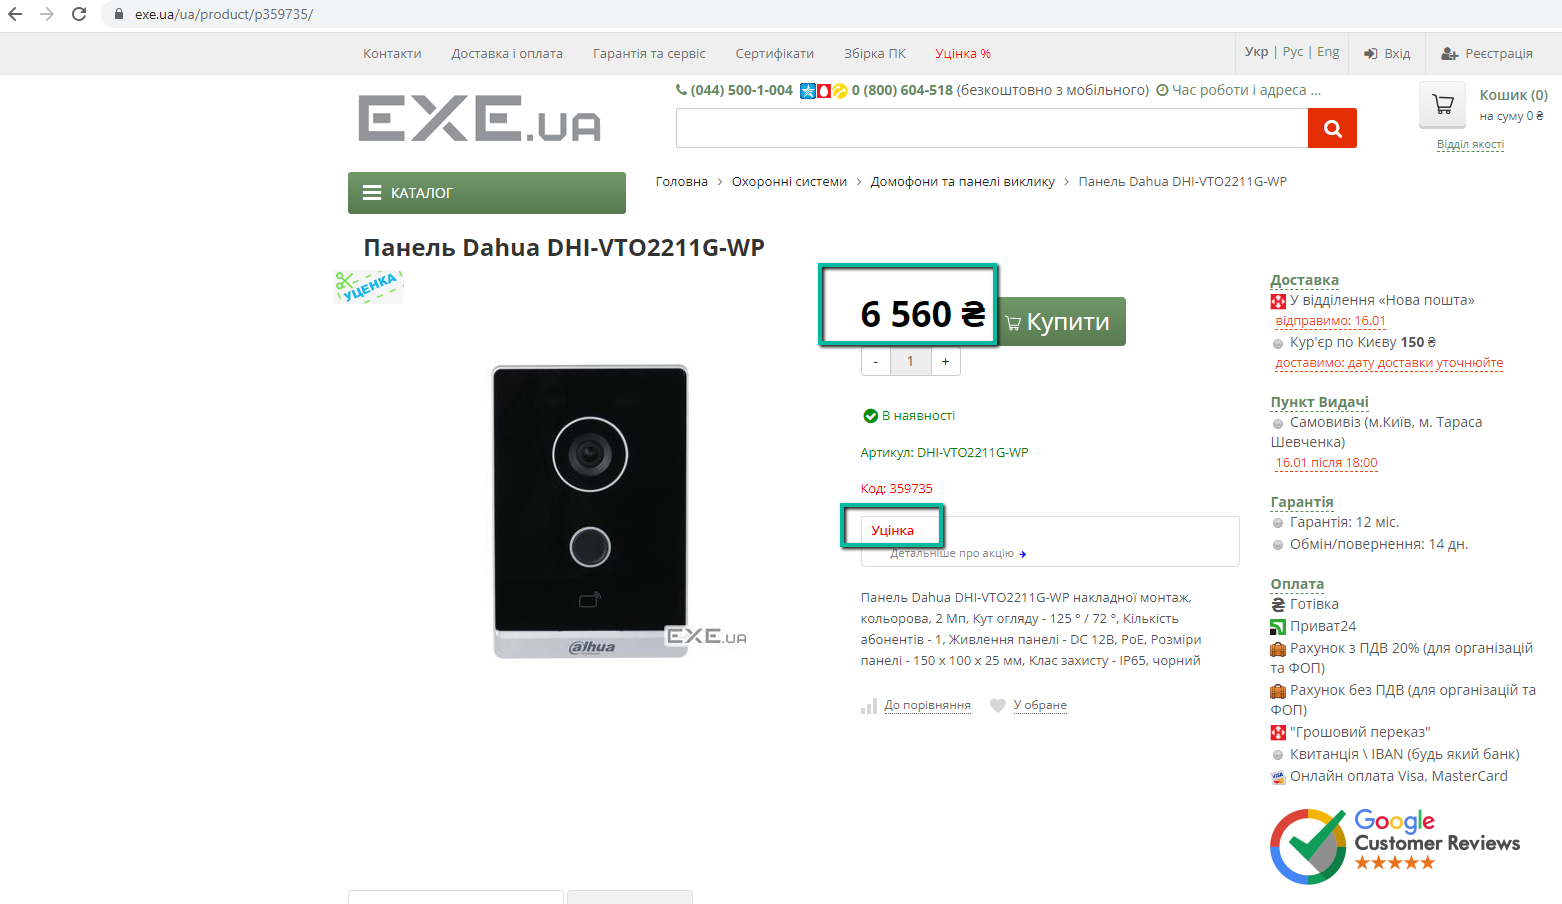 exe.ua/ua/product/p359735/
Контакти Доставка і оплата Гарантія та сервіс Сертифікати Збірка ПК Уцінка %
Укр | Рус | Eng Вхід Реєстрація
(044) 500-1-004 0 (800) 604-518 (безкоштовно з мобільного) Час роботи і адреса ...
EXE.UA
Кошик (0)
на суму 0 ₴
Відділ якості
КАТАЛОГ
Головна > Охоронні системи > Домофони та панелі виклику > Панель Dahua DHI-VTO2211G-WP
Панель Dahua DHI-VTO2211G-WP
УЦЕНКА
6 560 ₴
Купити
- 1 +
В наявності
Артикул: DHI-VTO2211G-WP
Код: 359735
Уцінка
Детальніше про акцію
Панель Dahua DHI-VTO2211G-WP накладної монтаж,
кольорова, 2 Мп, Кут огляду - 125 ° / 72 °, Кількість
абонентів - 1, Живлення панелі - DC 12В, PoE, Розміри
панелі - 150 x 100 x 25 мм, Клас захисту - IP65, чорний
До порівняння У обране
alhua
EXE.UA
Доставка
У відділення «Нова пошта»
відправимо: 16.01
Кур'єр по Києву 150 ₴
доставимо: дату доставки уточнюйте
Пункт Видачі
Самовивіз (м.Київ, м. Тараса
Шевченка)
16.01 після 18:00
Гарантія
Гарантія: 12 міс.
Обмін/повернення: 14 дн.
Оплата
Готівка
Приват24
Рахунок з ПДВ 20% (для організацій
та ФОП)
Рахунок без ПДВ (для організацій та
ФОП)
"Грошовий переказ"
Квитанція \ IBAN (будь який банк)
Онлайн оплата Visa, MasterCard
Google
Customer Reviews